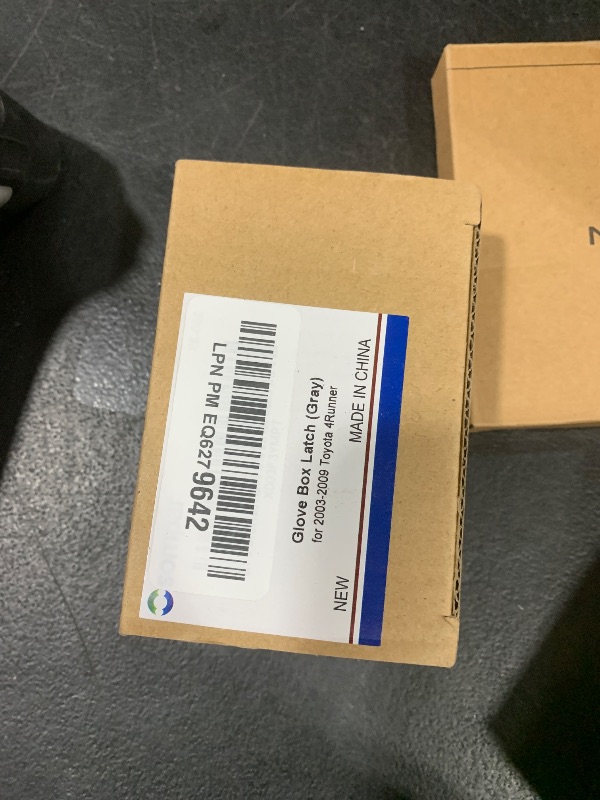 LPN PM EQ6279642
Glove Box Latch (Gray)
for 2003-2009 Toyota 4Runner
NEW MADE IN CHINA